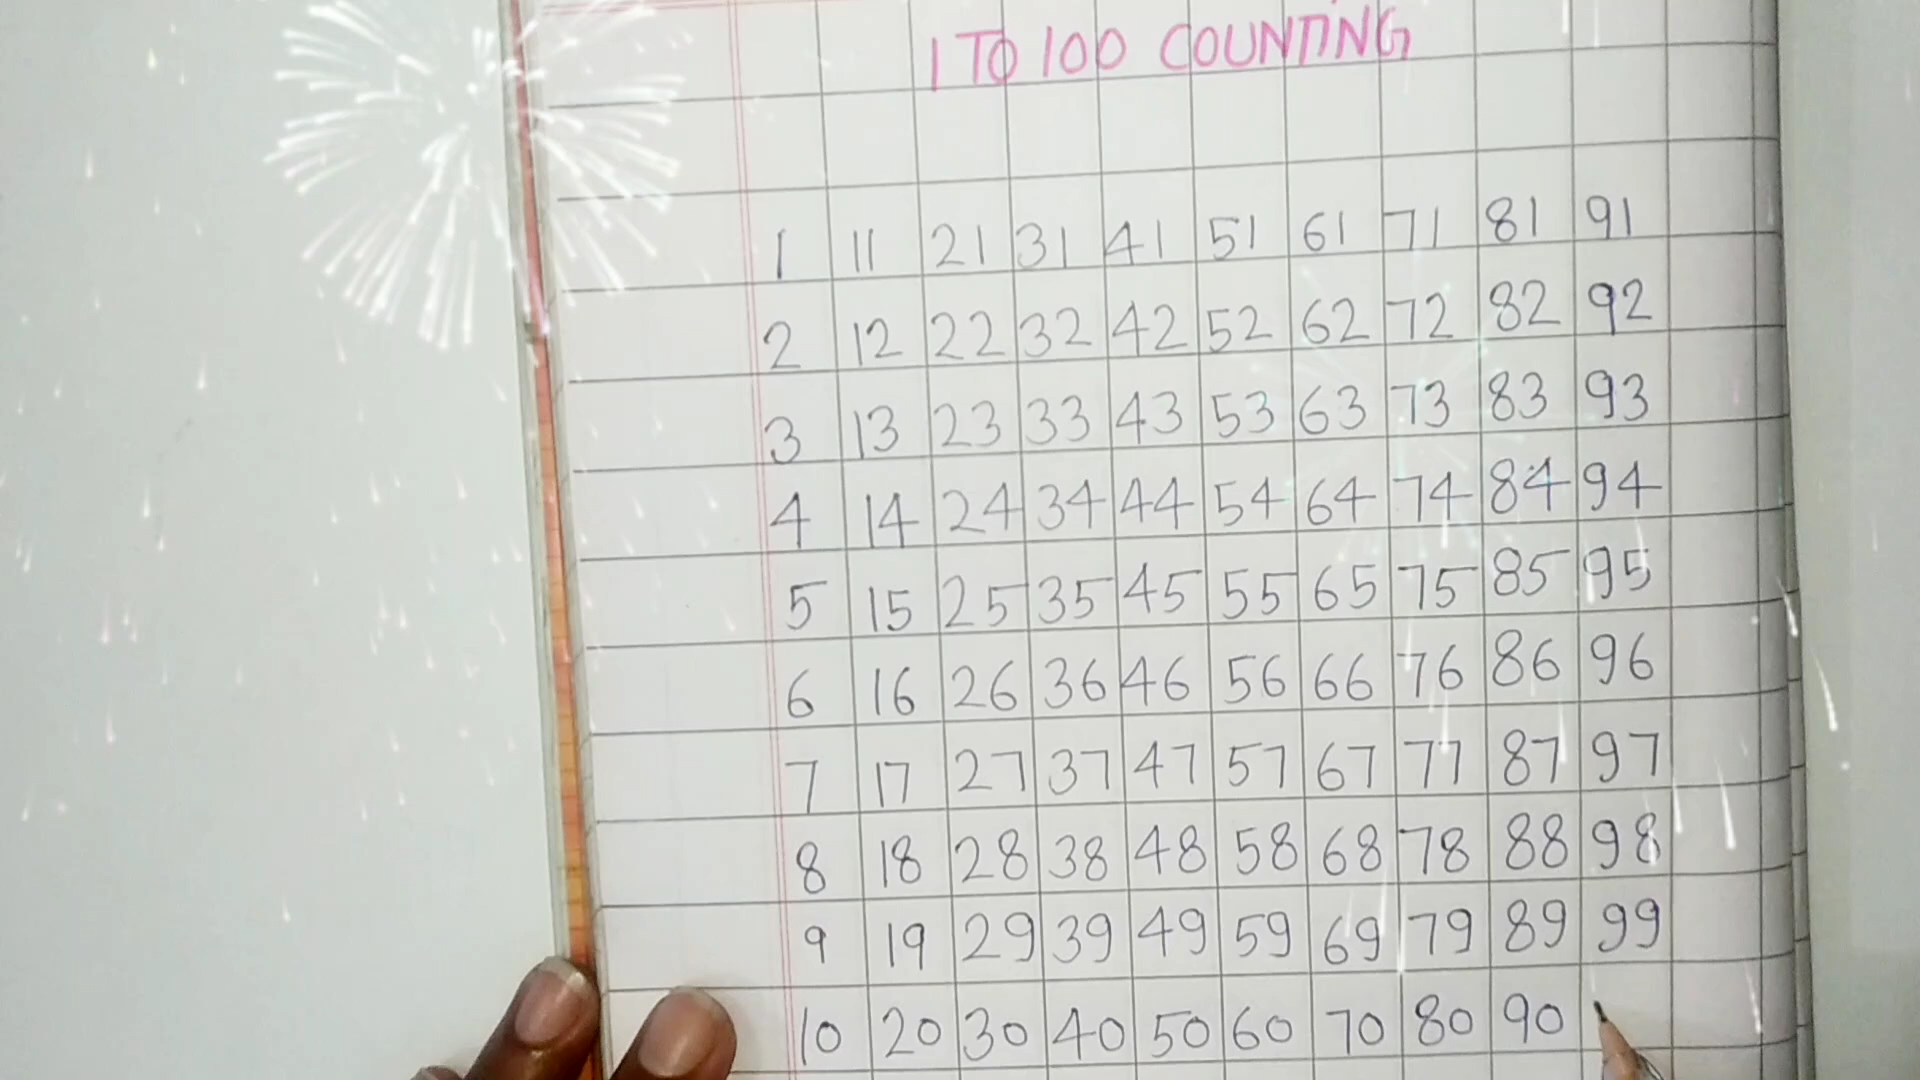 1 TO 100 COUNTING
1 11 21 31 41 51 61 71 81 91
2 12 22 32 42 52 62 72 82 92
3 13 23 33 43 53 63 73 83 93
4 14 24 34 44 54 64 74 84 94
5 15 25 35 45 55 65 75 85 95
6 16 26 36 46 56 66 76 86 96
7 17 27 37 47 57 67 77 87 97
8 18 28 38 48 58 68 78 88 98
9 19 29 39 49 59 69 79 89 99
10 20 30 40 50 60 70 80 90